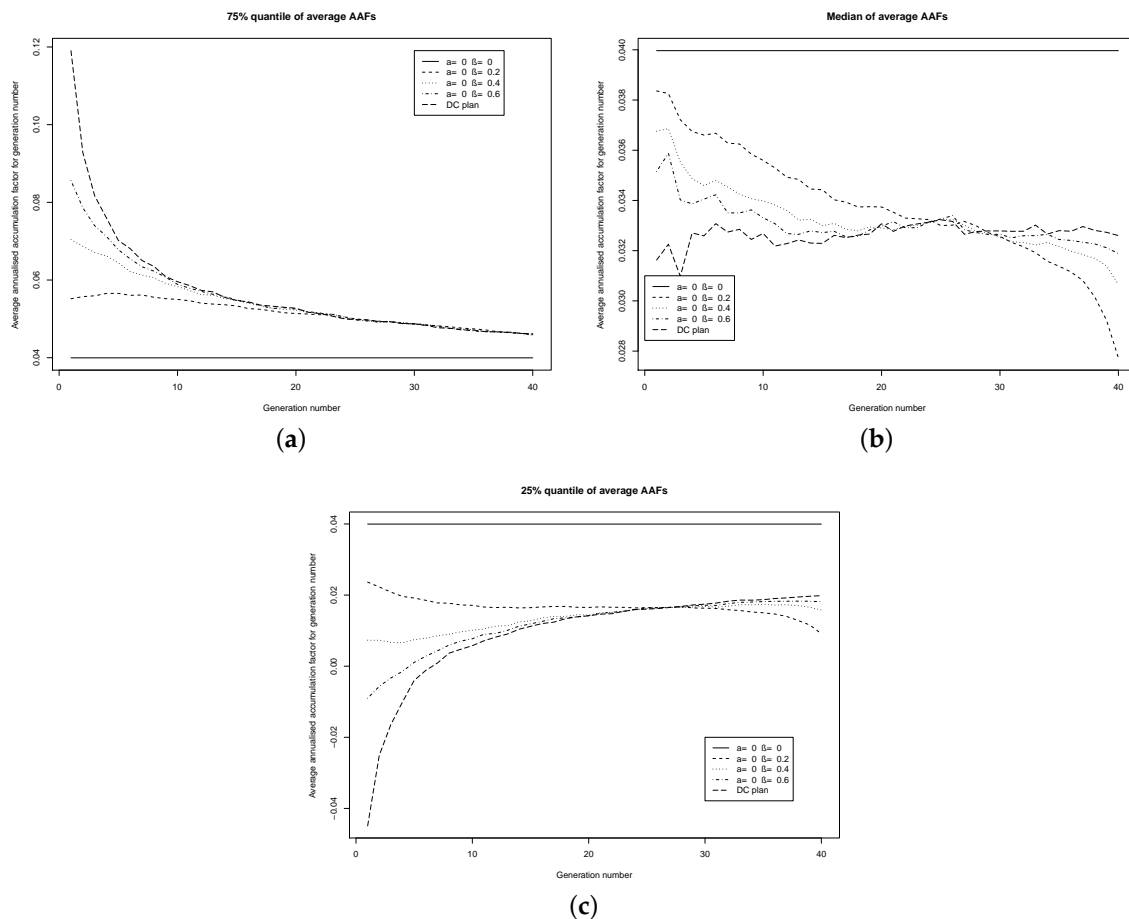 75% quantile of average AAFs
Average annualised accumulation factor for generation number
0.04 0.06 0.08 0.10 0.12
a= 0 ß= 0
a= 0 ß= 0.2
a= 0 ß= 0.4
a= 0 ß= 0.6
DC plan
0 10 20 30 40
Generation number
(a)
Median of average AAFs
Average annualised accumulation factor for generation number
0.028 0.030 0.032 0.034 0.036 0.038 0.040
a= 0 ß= 0
a= 0 ß= 0.2
a= 0 ß= 0.4
a= 0 ß= 0.6
DC plan
0 10 20 30 40
Generation number
(b)
25% quantile of average AAFs
Average annualised accumulation factor for generation number
−0.04 −0.02 0.00 0.02 0.04
a= 0 ß= 0
a= 0 ß= 0.2
a= 0 ß= 0.4
a= 0 ß= 0.6
DC plan
0 10 20 30 40
Generation number
(c)